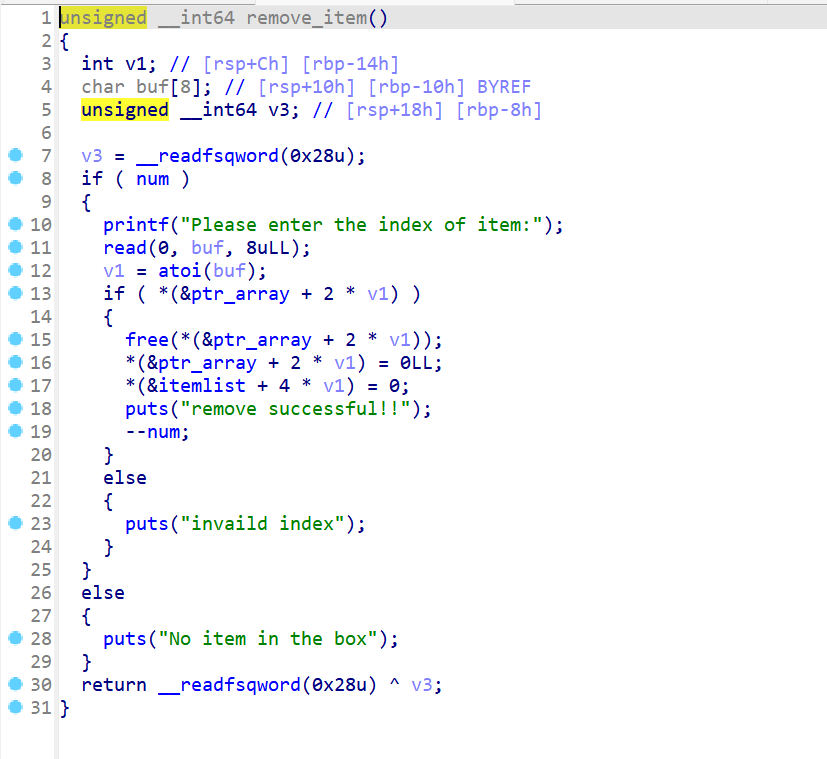 1 unsigned __int64 remove_item()
2 {
3 int v1; // [rsp+Ch] [rbp-14h]
4 char buf[8]; // [rsp+10h] [rbp-10h] BYREF
5 unsigned __int64 v3; // [rsp+18h] [rbp-8h]
6
7 v3 = __readfsqword(0x28u);
8 if ( num )
9 {
10 printf("Please enter the index of item:");
11 read(0, buf, 8uLL);
12 v1 = atoi(buf);
13 if ( *(&ptr_array + 2 * v1) )
14 {
15 free(*(&ptr_array + 2 * v1));
16 *(&ptr_array + 2 * v1) = 0LL;
17 *(&itemlist + 4 * v1) = 0;
18 puts("remove successful!!");
19 --num;
20 }
21 else
22 {
23 puts("invaild index");
24 }
25 }
26 else
27 {
28 puts("No item in the box");
29 }
30 return __readfsqword(0x28u) ^ v3;
31 }